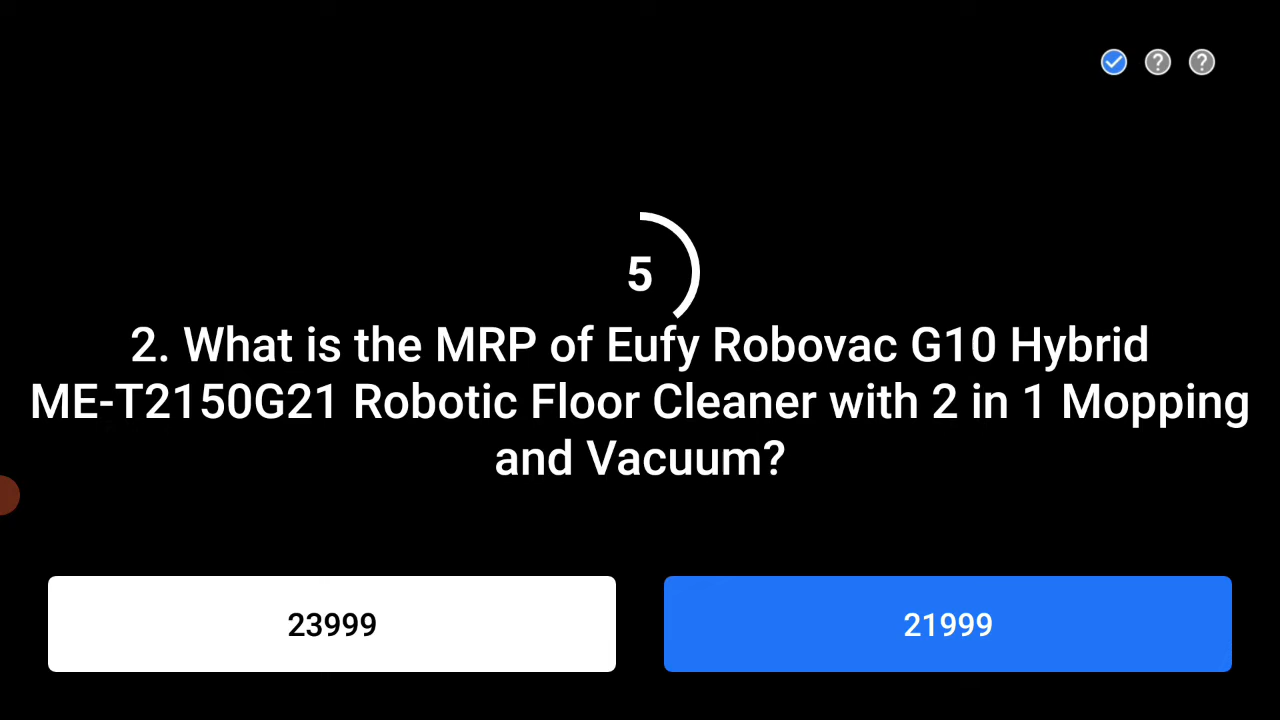 5
2. What is the MRP of Eufy Robovac G10 Hybrid
ME-T2150G21 Robotic Floor Cleaner with 2 in 1 Mopping
and Vacuum?
23999
21999